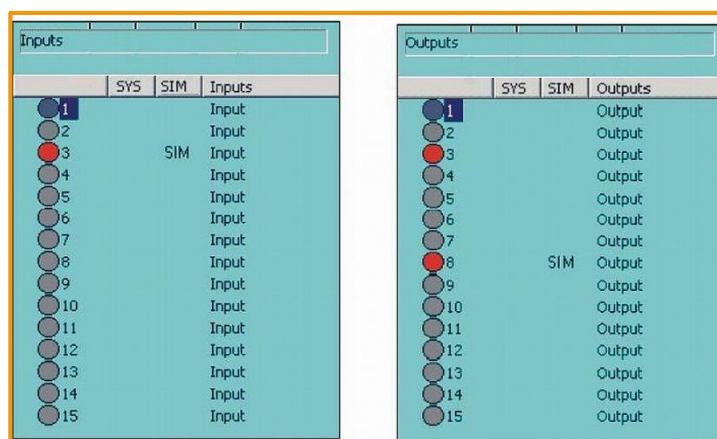 Inputs
SYS SIM Inputs
1 Input
2 Input
3 SIM Input
4 Input
5 Input
6 Input
7 Input
8 Input
9 Input
10 Input
11 Input
12 Input
13 Input
14 Input
15 Input
Outputs
SYS SIM Outputs
1 Output
2 Output
3 Output
4 Output
5 Output
6 Output
7 Output
8 SIM Output
9 Output
10 Output
11 Output
12 Output
13 Output
14 Output
15 Output